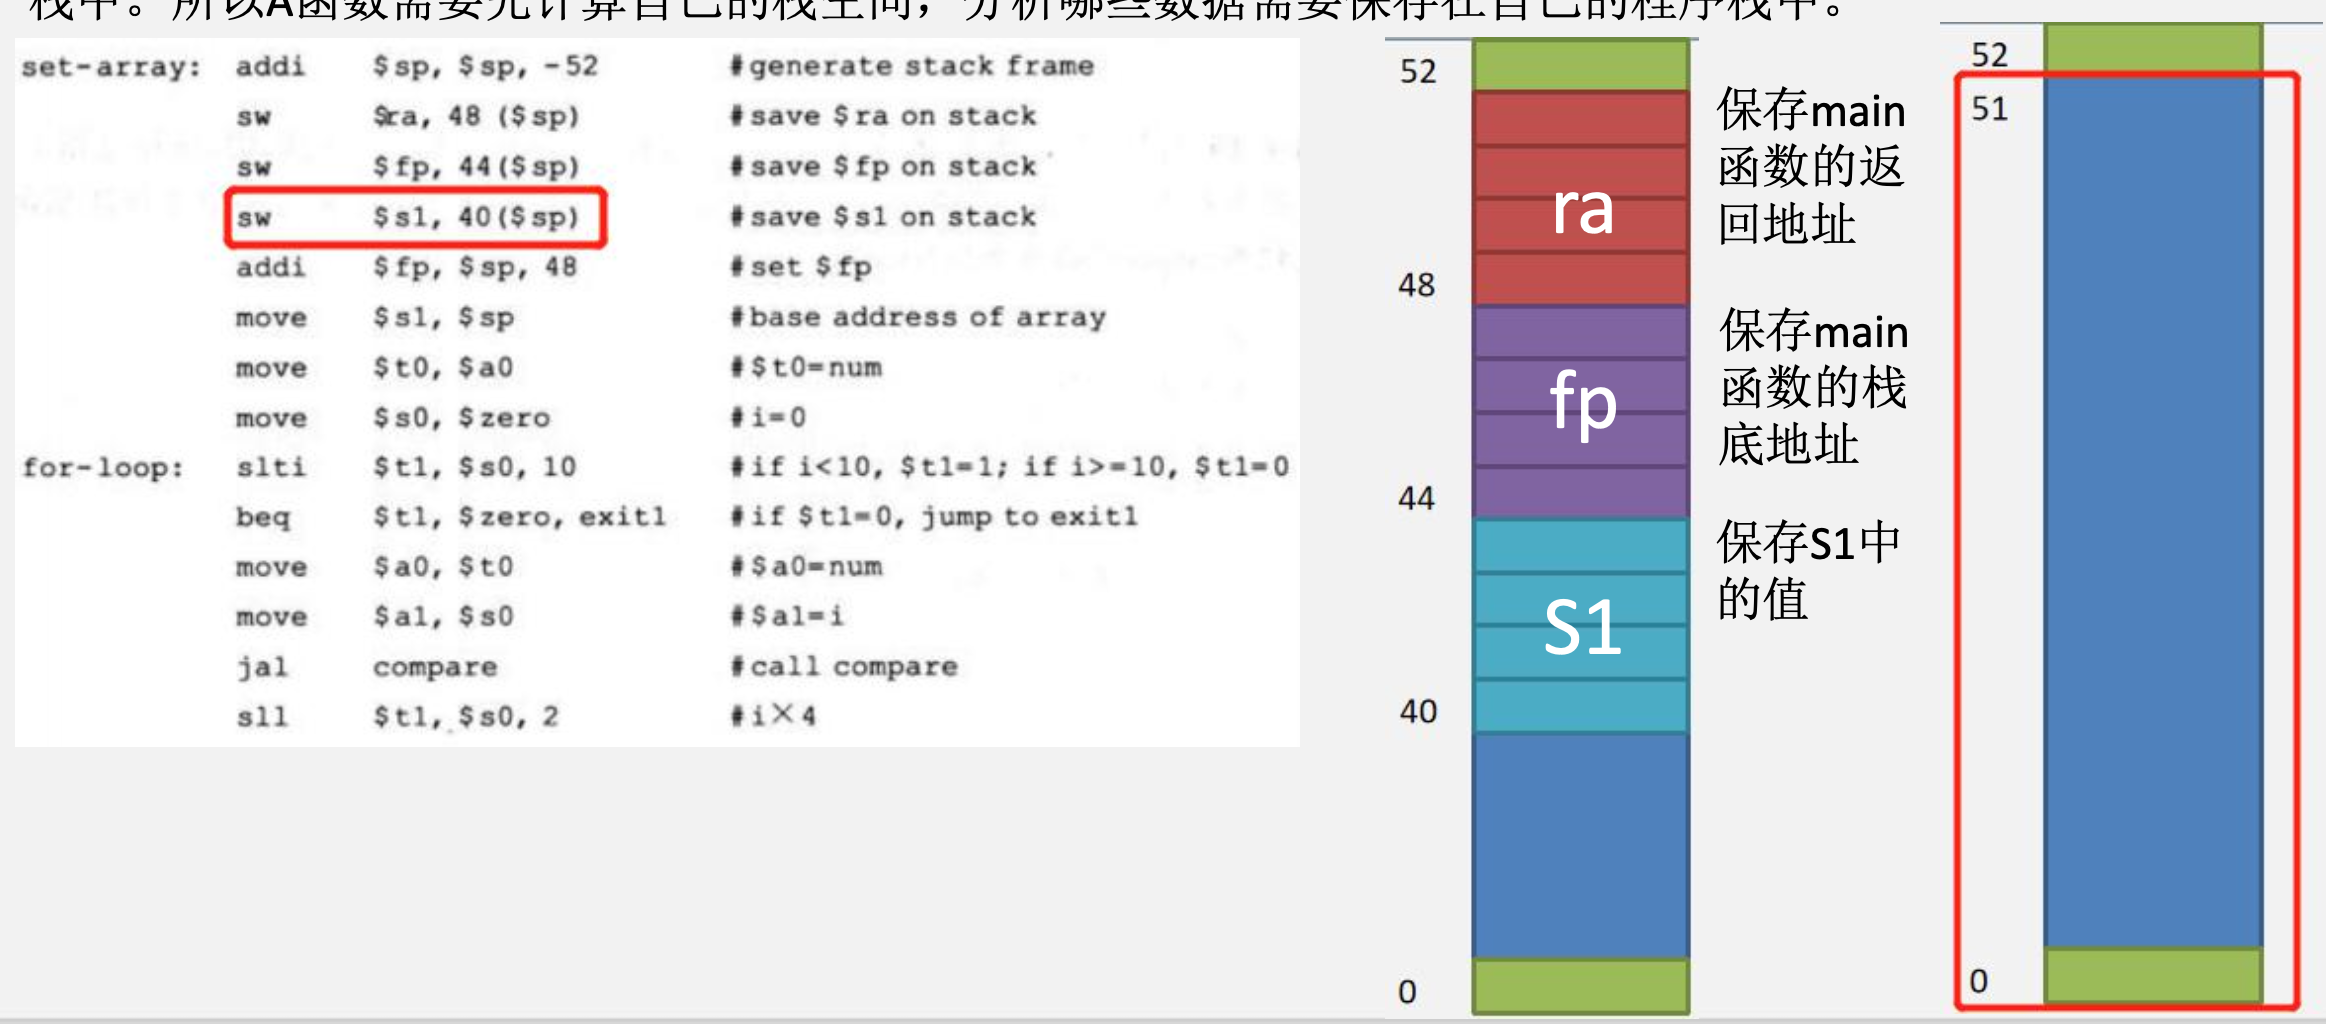 栈中。所以A函数需要先计算自己的栈空间，分析哪些数据需要保存在自己的程序栈中。
set-array: addi $sp, $sp, -52 #generate stack frame
sw $ra, 48 ($sp) #save $ra on stack
sw $fp, 44($sp) #save $fp on stack
sw $s1, 40($sp) #save $s1 on stack
addi $fp, $sp, 48 #set $fp
move $s1, $sp #base address of array
move $t0, $a0 #$t0=num
move $s0, $zero #i=0
for-loop: slti $t1, $s0, 10 #if i<10, $t1=1; if i>=10, $t1=0
beq $t1, $zero, exit1 #if $t1=0, jump to exit1
move $a0, $t0 #$a0=num
move $a1, $s0 #$a1=i
jal compare #call compare
sll $t1, $s0, 2 #i×4
52
ra
48
fp
44
S1
40
0
保存main
函数的返
回地址
保存main
函数的栈
底地址
保存S1中
的值
52
51
0